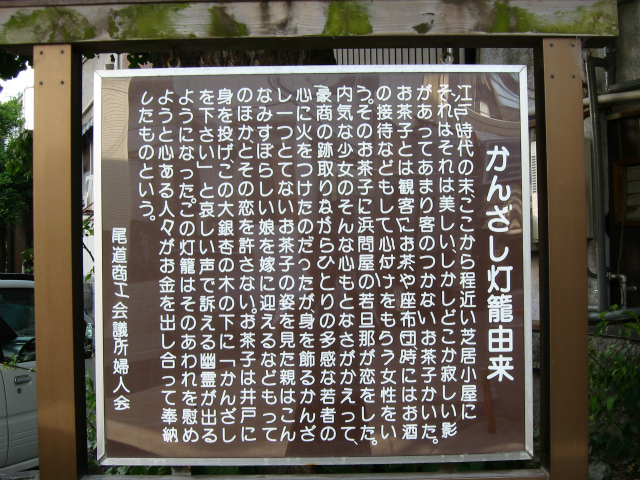 かんざし灯籠由来
江戸時代の末、ここから程近い芝居小屋に
それはそれは美しい、しかしどこか寂しい影
があってあまり客のつかないお茶子がいた。
お茶子とは観客にお茶や座布団、時にはお酒
の接待などもして心付けをもらう女性をい
う。そのお茶子に浜問屋の若旦那が恋をした。
内気な少女のそんな心もとなさがかえって、
豪商の跡取りながらひとりの多感な若者の
心に火をつけたのだったが、身を飾るかんざ
し一つとてないお茶子の姿を見た親はこん
なみすぼらしい娘を嫁に迎えるなどもって
のほかとその恋を許さない。お茶子は井戸に
身を投げ、この大銀杏の木の下に「かんざし
を下さい」と哀しい声で訴える幽霊が出る
ようになった。この灯籠はそのあわれを慰め
ようと心ある人々がお金を出し合って奉納
したものという。
尾道商工会議所婦人会